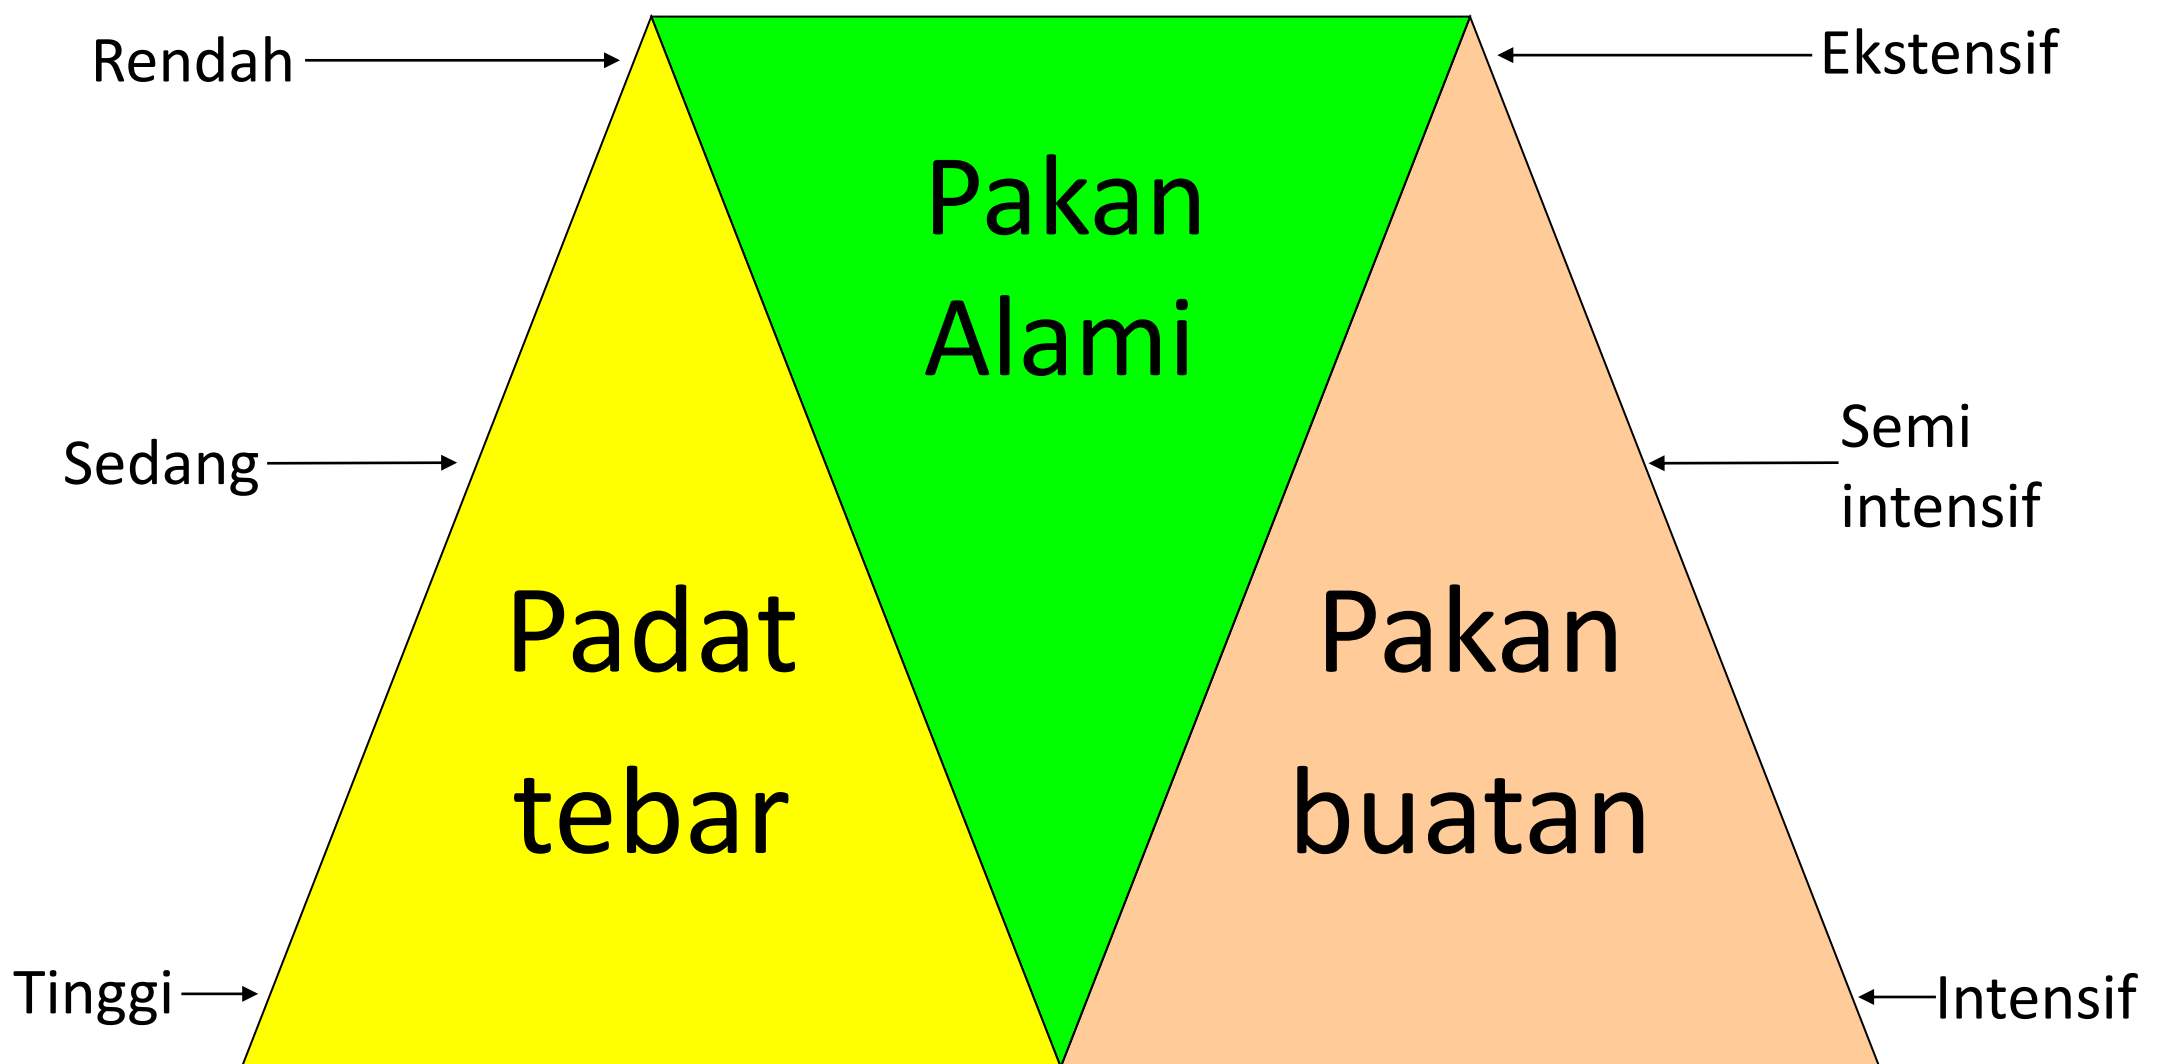 Rendah
Ekstensif
Pakan
Alami
Sedang
Semi
intensif
Padat
tebar
Pakan
buatan
Tinggi
Intensif